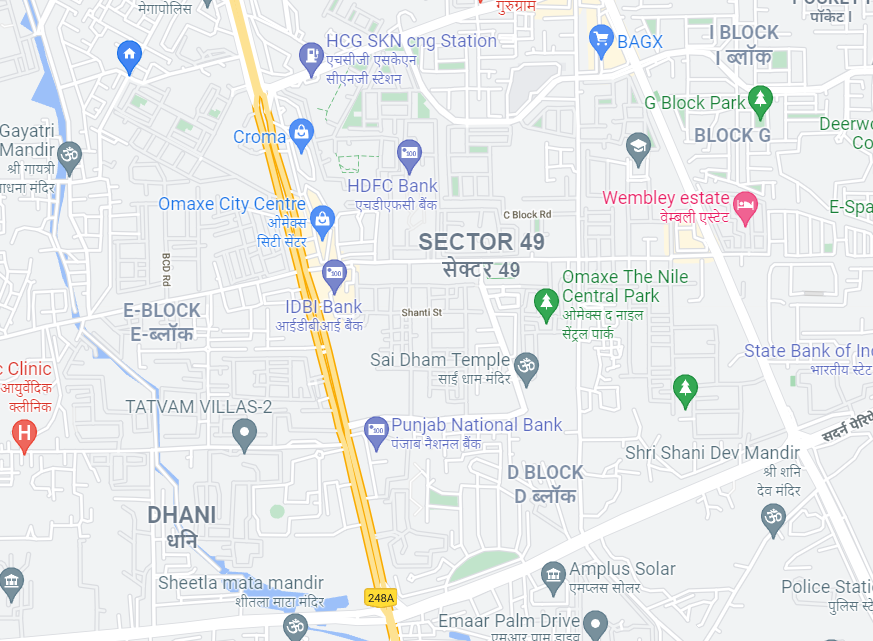 मेगापोलिस
गुरुग्राम
पॉकेट I
HCG SKN cng Station
एचसीजी एसकेएन
सीएनजी स्टेशन
BAGX
I BLOCK
I ब्लॉक
G Block Park
BLOCK G
Deerwo
Co
Croma
Gayatri
Mandir
श्री गायत्री
ाधना मंदिर
HDFC Bank
एचडीएफसी बैंक
Wembley estate
वेम्बली एस्टेट
E-Spa
Omaxe City Centre
ओमेक्स
सिटी सेंटर
C Block Rd
SECTOR 49
सेक्टर 49
BCD Rd
Omaxe The Nile
Central Park
ओमेक्स द नाइल
सेंट्रल पार्क
IDBI Bank
आईडीबीआई बैंक
Shanti St
E-BLOCK
E-ब्लॉक
State Bank of Ind
भारतीय स्टेट
Sai Dham Temple
साईं धाम मंदिर
c Clinic
आयुर्वेदिक
क्लीनिक
H
TATVAM VILLAS-2
Punjab National Bank
पंजाब नैशनल बैंक
सदर्न पेरिफे
Shri Shani Dev Mandir
श्री शनि
देव मंदिर
D BLOCK
D ब्लॉक
DHANI
धनि
Amplus Solar
एमप्लस सोलर
Sheetla mata mandir
शीतला माटा मंदिर
248A
Police Static
पुलिस स्टे
Emaar Palm Drive
एमआर पाम ड्राइव